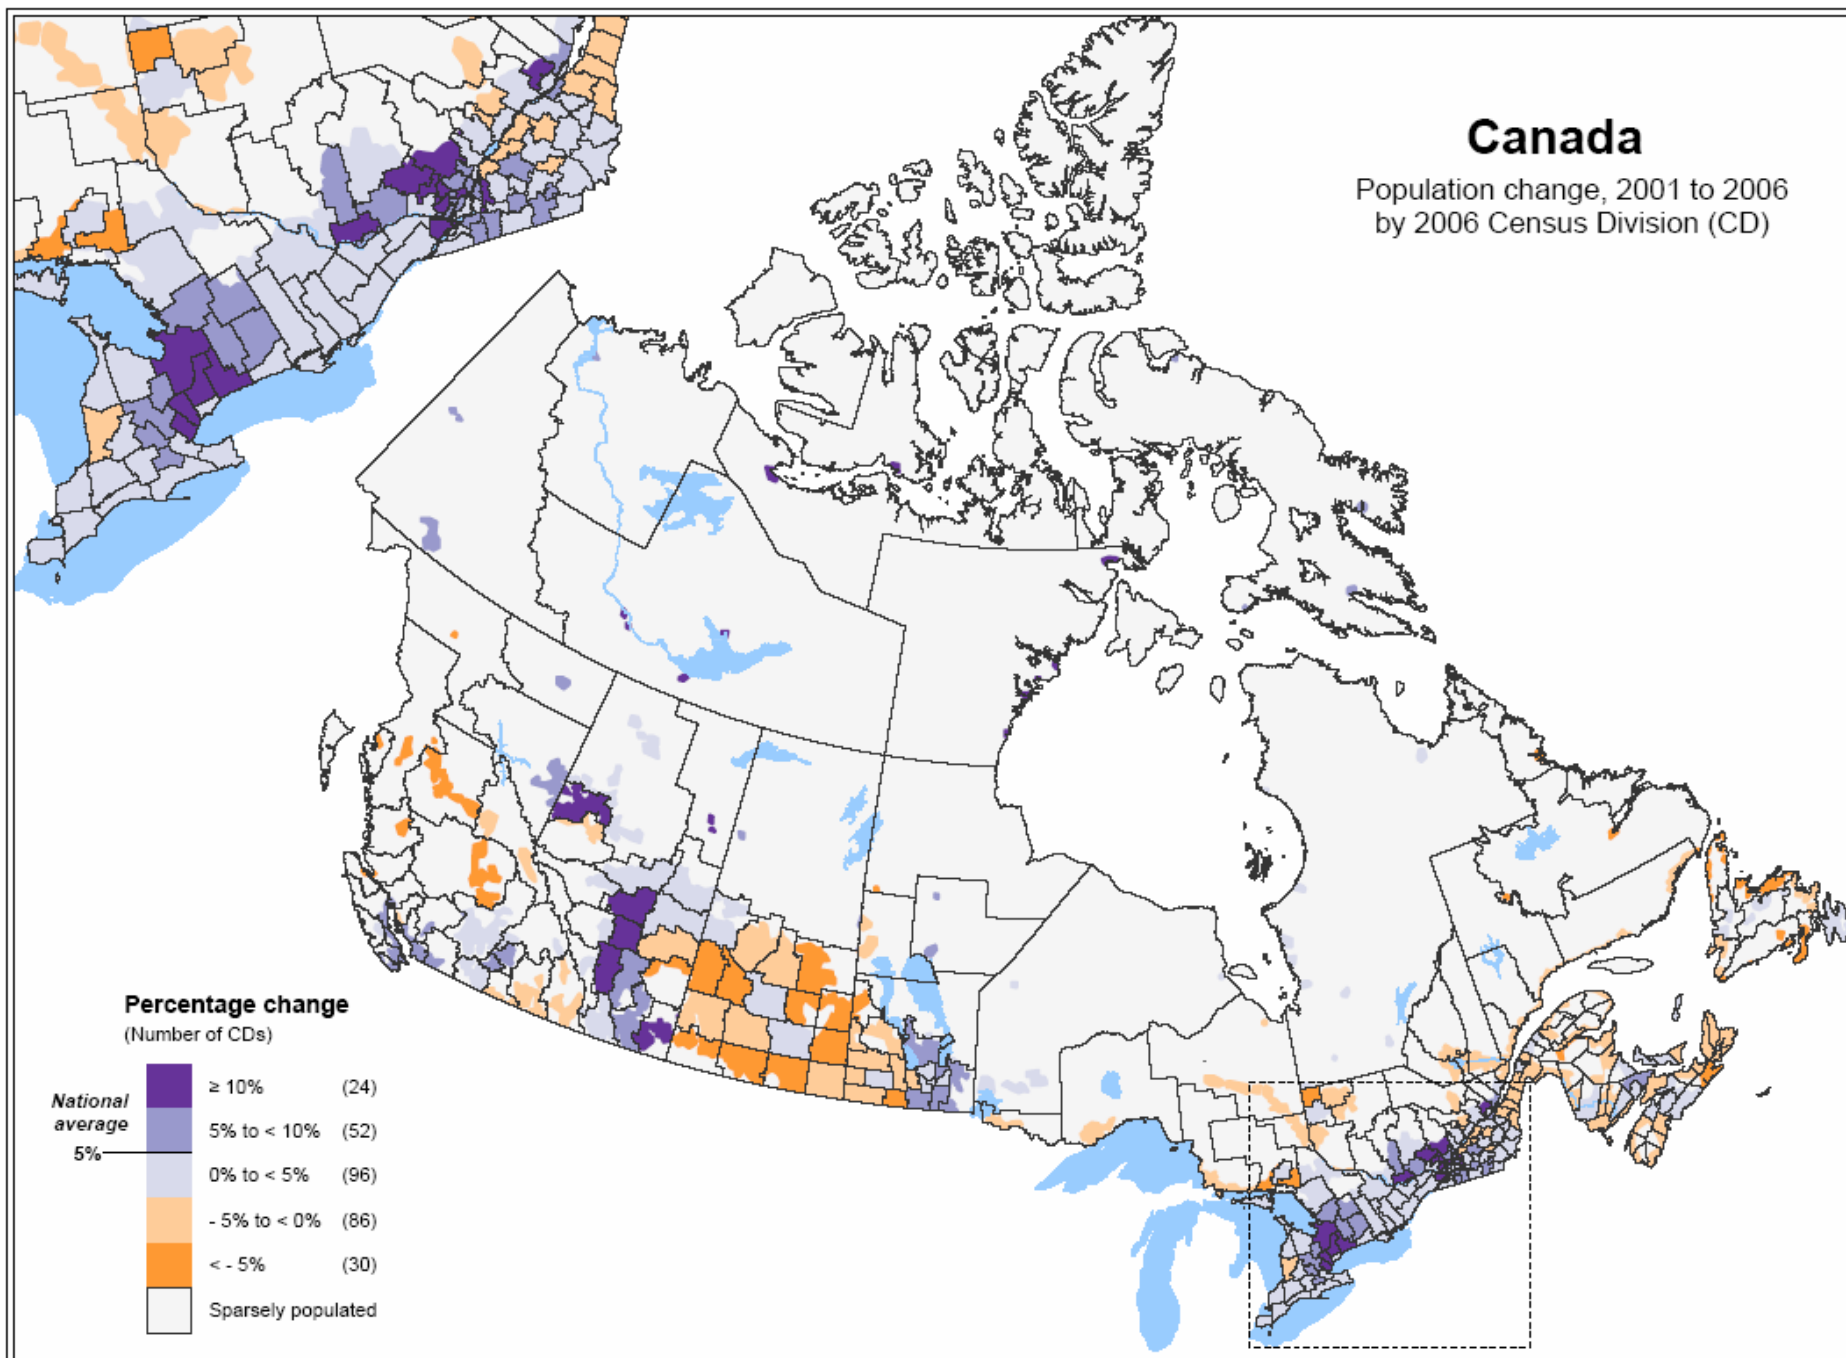 Canada
Population change, 2001 to 2006
by 2006 Census Division (CD)
Percentage change
(Number of CDs)
National
average
5%
≥ 10% (24)
5% to < 10% (52)
0% to < 5% (96)
- 5% to < 0% (86)
< - 5% (30)
Sparsely populated